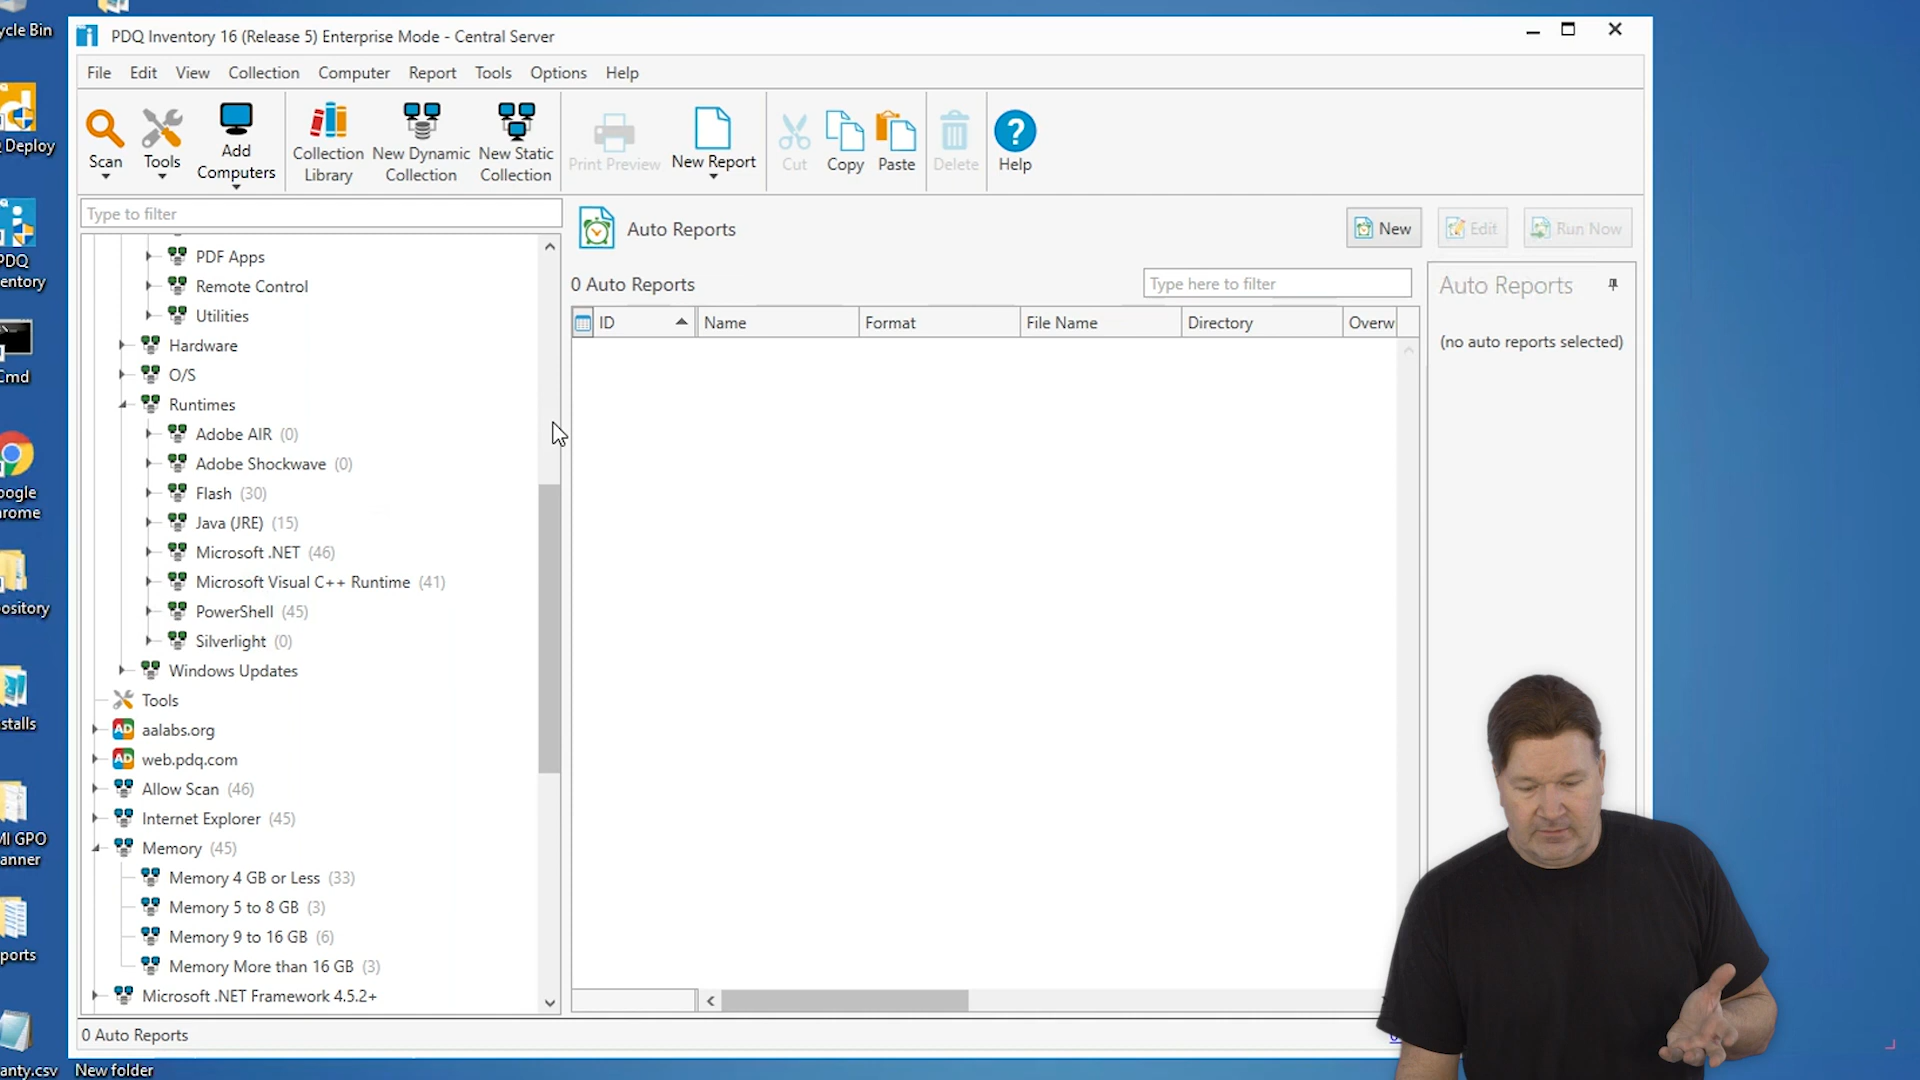 PDQ Inventory 16 (Release 5) Enterprise Mode - Central Server
File Edit View Collection Computer Report Tools Options Help
Scan
Tools
Add
Computers
Collection
Library
New Dynamic
Collection
New Static
Collection
Print Preview
New Report
Cut
Copy
Paste
Delete
Help
Type to filter
PDF Apps
Remote Control
Utilities
Hardware
O/S
Runtimes
Adobe AIR (0)
Adobe Shockwave (0)
Flash (30)
Java (JRE) (15)
Microsoft .NET (46)
Microsoft Visual C++ Runtime (41)
PowerShell (45)
Silverlight (0)
Windows Updates
Tools
AD aalabs.org
AD web.pdq.com
Allow Scan (46)
Internet Explorer (45)
Memory (45)
Memory 4 GB or Less (33)
Memory 5 to 8 GB (3)
Memory 9 to 16 GB (6)
Memory More than 16 GB (3)
Microsoft .NET Framework 4.5.2+
Auto Reports
New
Edit
Run Now
0 Auto Reports
Type here to filter
ID Name Format File Name Directory Overw
Auto Reports
(no auto reports selected)
0 Auto Reports
ycle Bin
Deploy
PDQ
entory
Cmd
oogle
hrome
ository
stalls
MI GPO
anner
ports
anty.csv
New folder